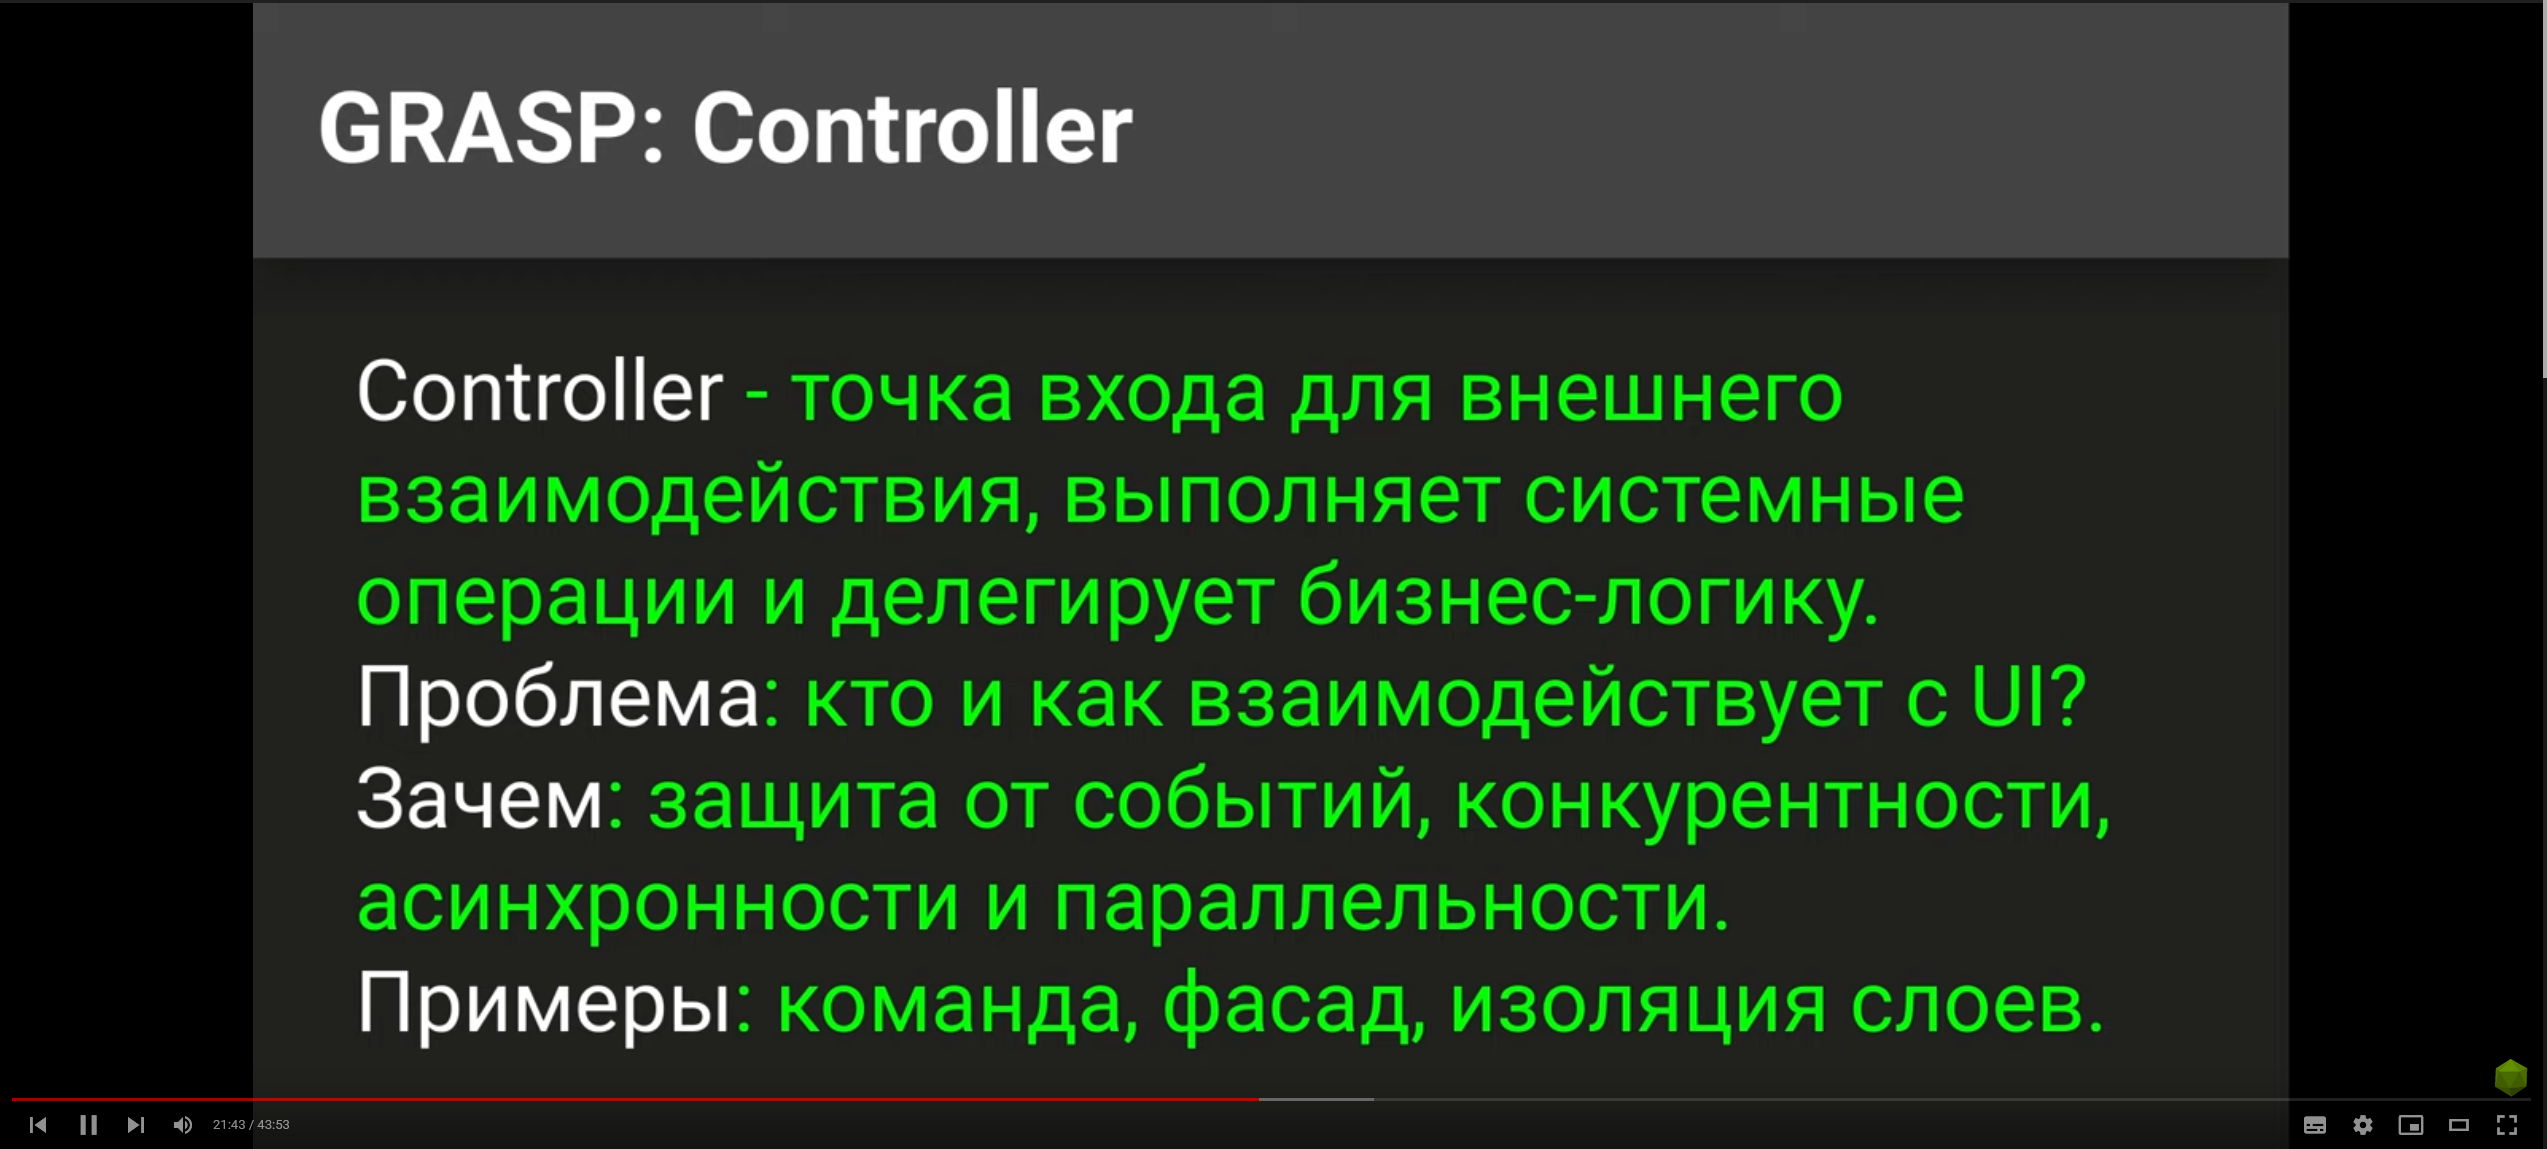 GRASP: Controller
Controller - точка входа для внешнего
взаимодействия, выполняет системные
операции и делегирует бизнес-логику.
Проблема: кто и как взаимодействует с UI?
Зачем: защита от событий, конкурентности,
асинхронности и параллельности.
Примеры: команда, фасад, изоляция слоев.
21:43 / 43:53